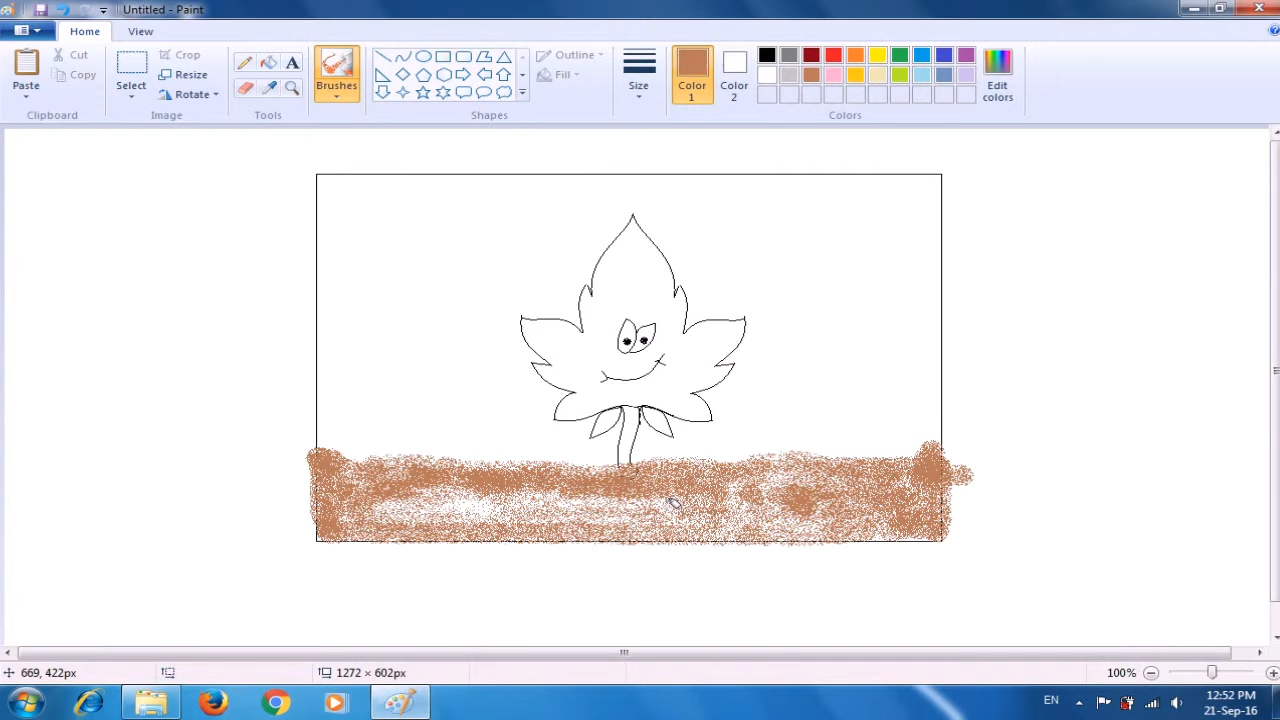 Untitled - Paint
Home
View
Paste
Cut
Copy
Clipboard
Select
Crop
Resize
Rotate
Image
A
Tools
Brushes
Shapes
Outline
Fill
Size
Color
1
Color
2
Edit
colors
Colors
669, 422px
1272 × 602px
100%
EN
12:52 PM
21-Sep-16